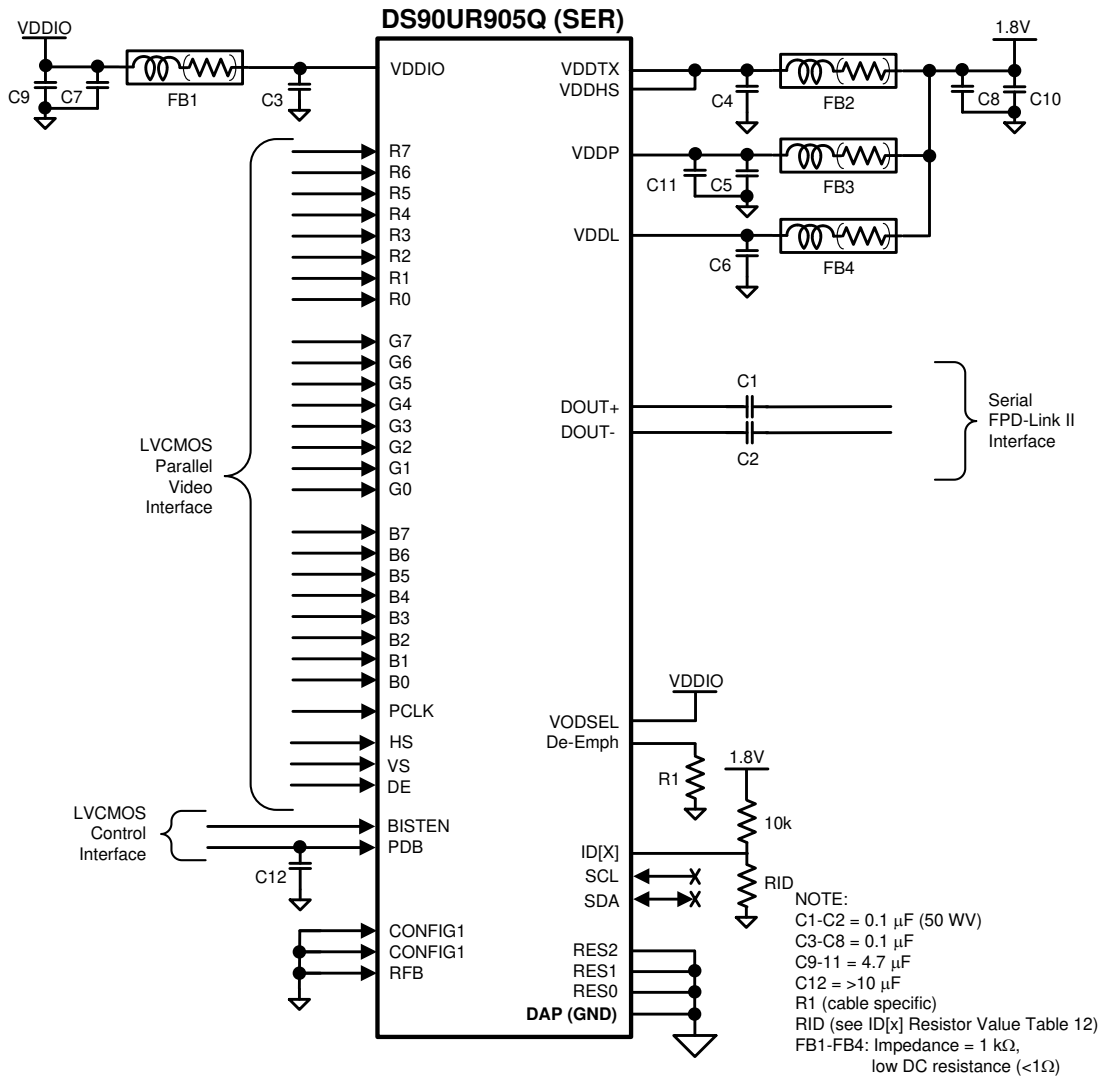 DS90UR905Q (SER)
VDDIO
C9
C7
FB1
C3
VDDIO
VDDTX
VDDHS
C4
FB2
1.8V
C8
C10
VDDP
C11
C5
FB3
VDDL
C6
FB4
R7
R6
R5
R4
R3
R2
R1
R0
G7
G6
G5
G4
G3
G2
G1
G0
B7
B6
B5
B4
B3
B2
B1
B0
PCLK
HS
VS
DE
LVCMOS
Parallel
Video
Interface
DOUT+
DOUT-
C1
C2
Serial
FPD-Link II
Interface
LVCMOS
Control
Interface
BISTEN
PDB
C12
CONFIG1
CONFIG1
RFB
VDDIO
VODSEL
De-Emph
R1
1.8V
10k
ID[X]
RID
SCL
SDA
RES2
RES1
RES0
DAP (GND)
NOTE:
C1-C2 = 0.1 μF (50 WV)
C3-C8 = 0.1 μF
C9-11 = 4.7 μF
C12 = >10 μF
R1 (cable specific)
RID (see ID[x] Resistor Value Table 12)
FB1-FB4: Impedance = 1 kΩ,
low DC resistance (<1Ω)